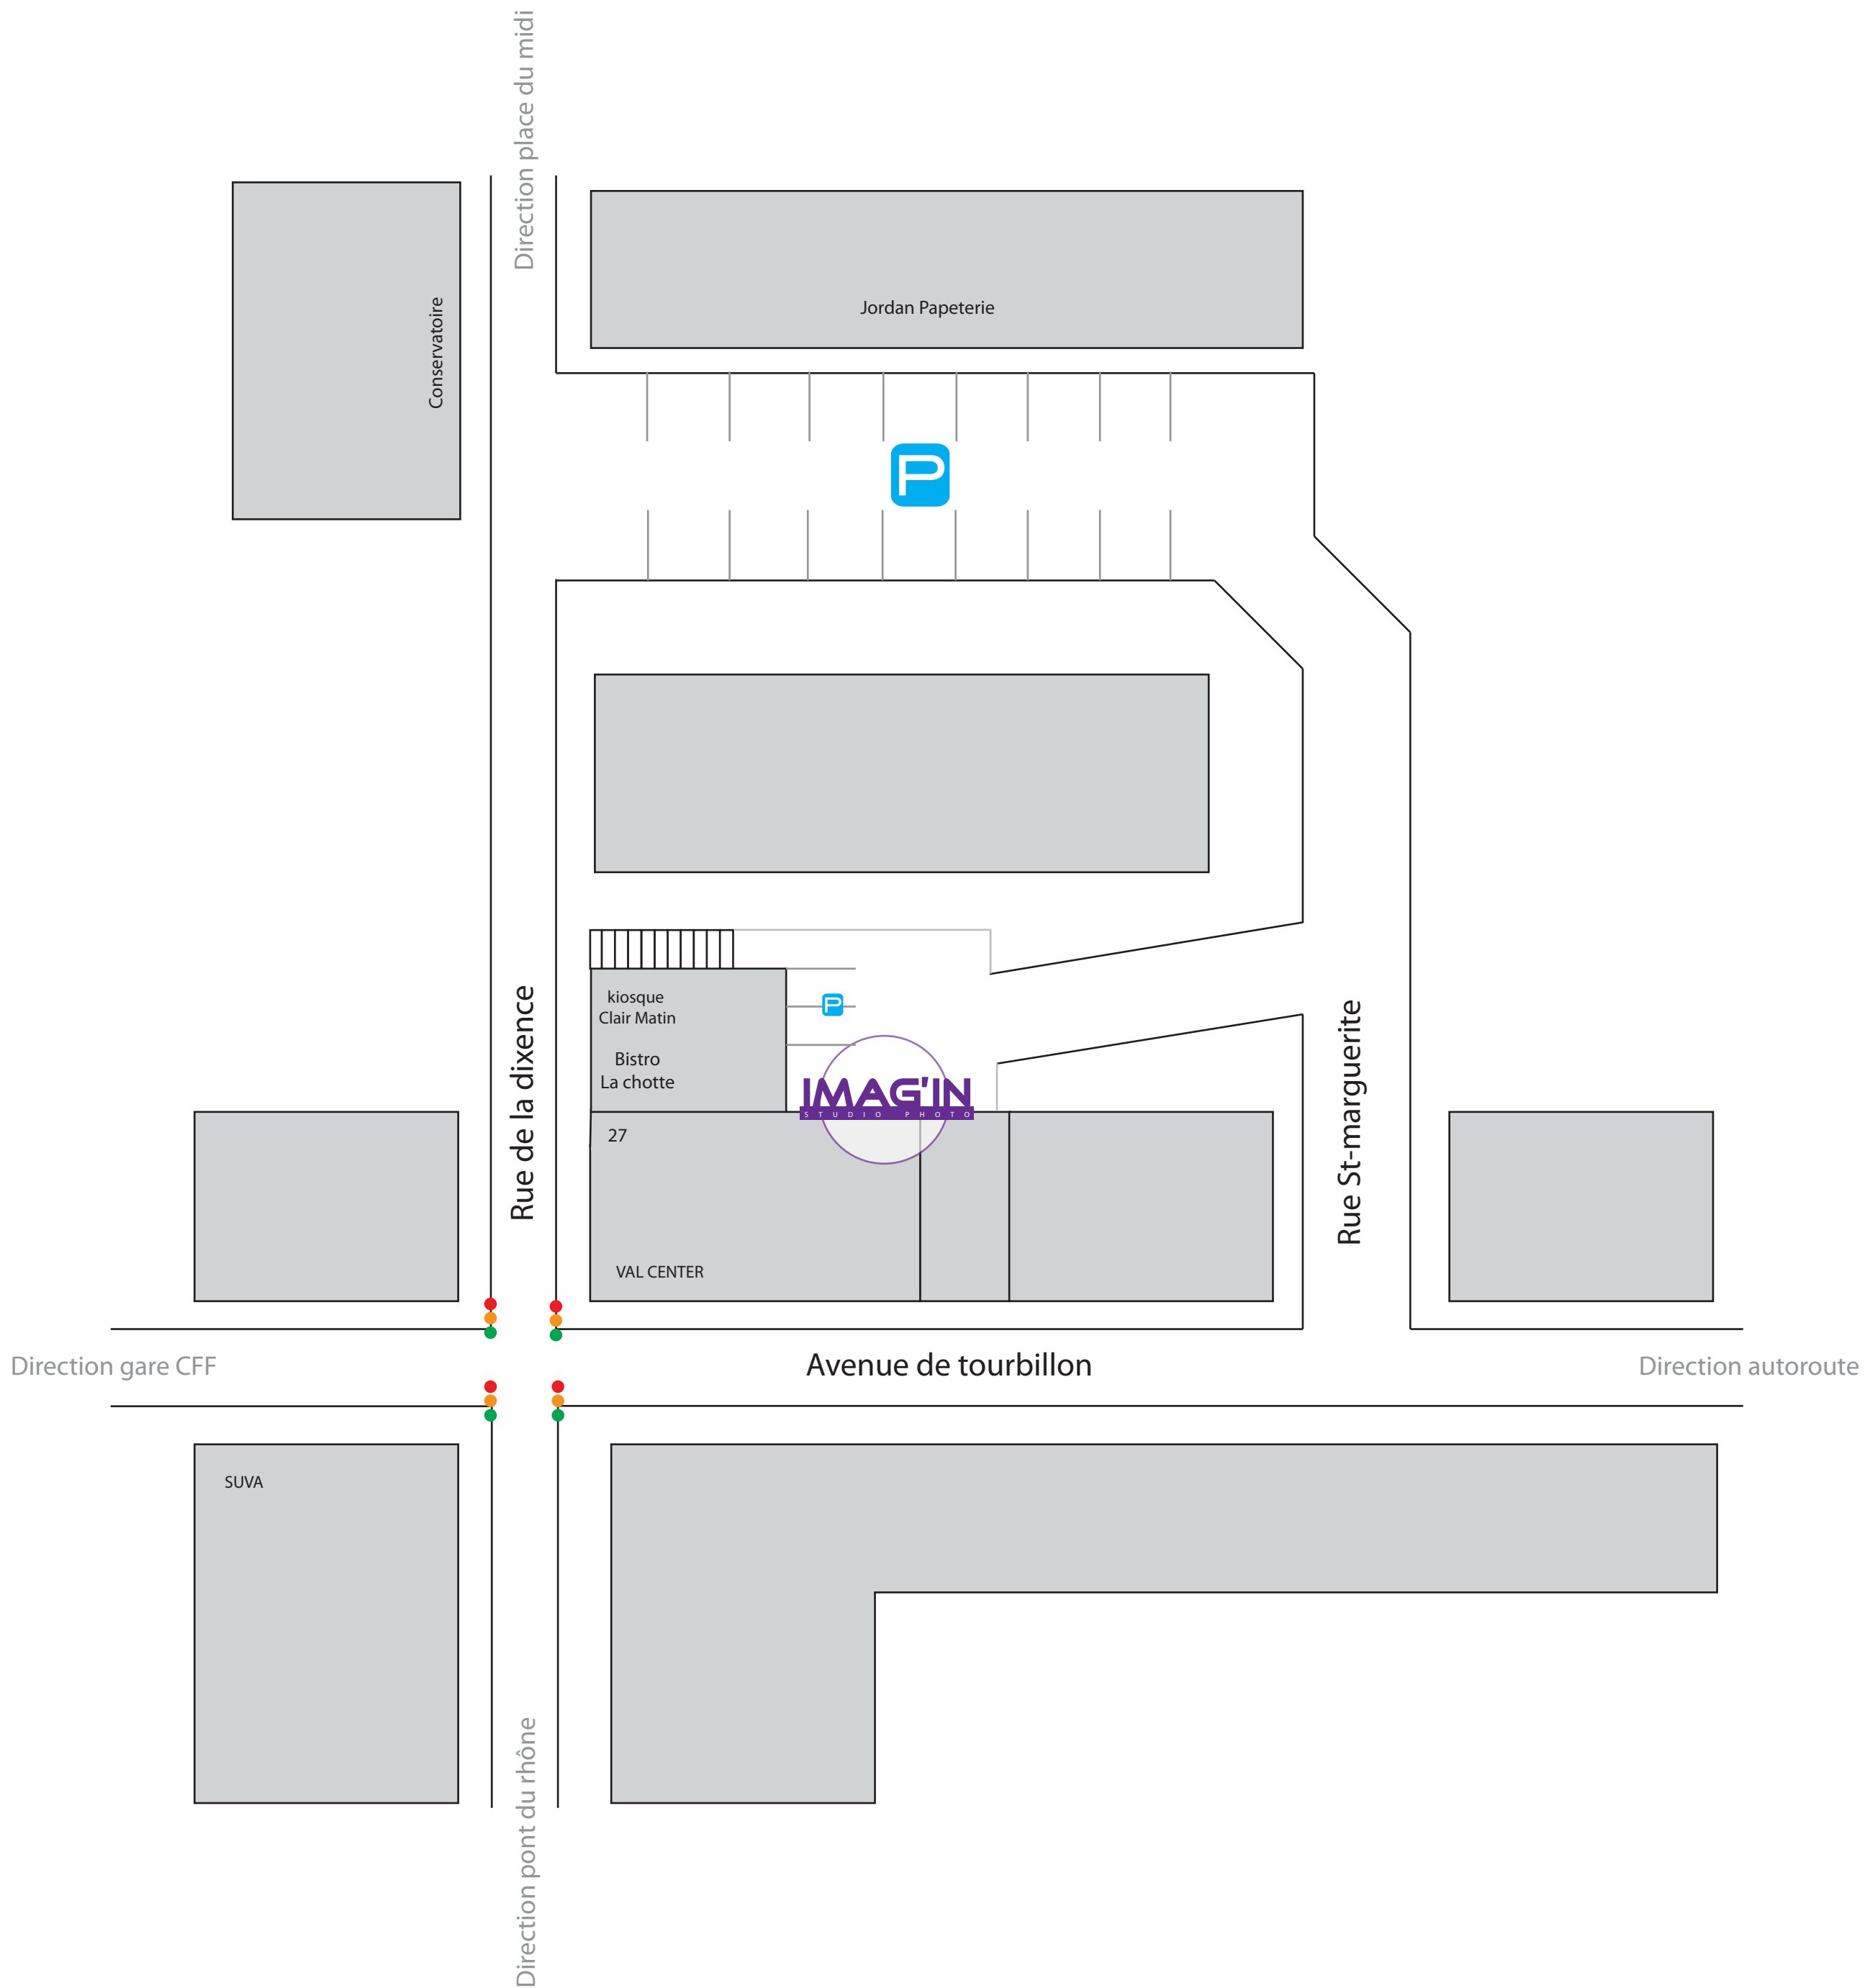 Direction place du midi
Conservatoire
Jordan Papeterie
P
kiosque
Clair Matin
P
Bistro
La chotte
IMAG'IN
STUDIO PHOTO
27
VAL CENTER
Rue de la dixence
Rue St-marguerite
Direction gare CFF
Avenue de tourbillon
Direction autoroute
SUVA
Direction pont du rhône